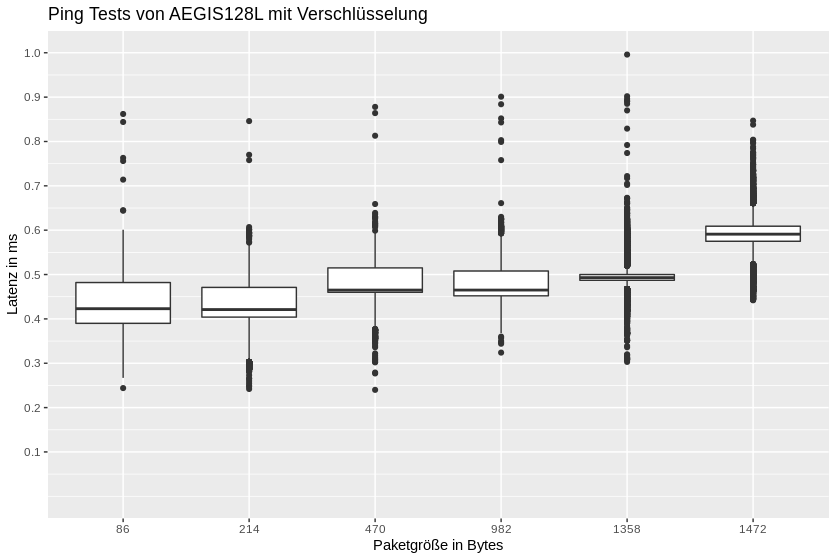 Ping Tests von AEGIS128L mit Verschlüsselung
1.0
0.9
0.8
0.7
0.6
0.5
0.4
0.3
0.2
0.1
Latenz in ms
86 214 470 982 1358 1472
Paketgröße in Bytes